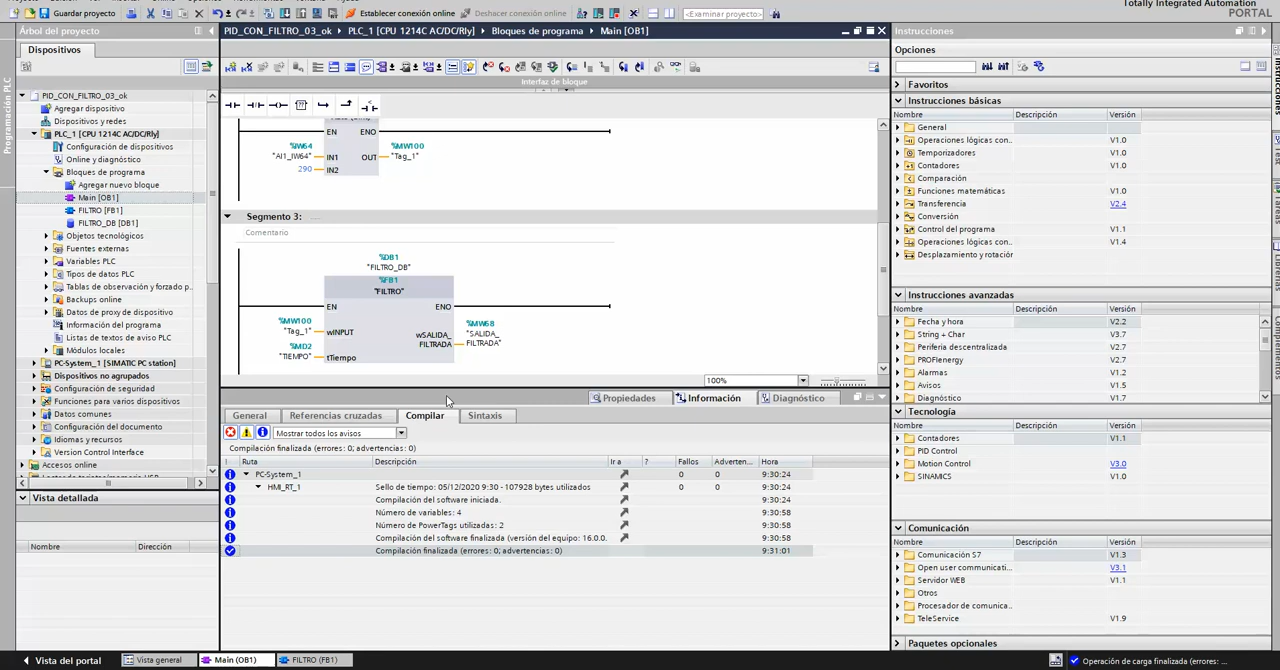 Totally Integrated Automation
PORTAL
Guardar proyecto
Establecer conexión online
Deshacer conexión online
<Examinar proyecto>
Árbol del proyecto
PID_CON_FILTRO_03_ok ▸ PLC_1 [CPU 1214C AC/DC/Rly] ▸ Bloques de programa ▸ Main [OB1]
Instrucciones
Dispositivos
Opciones
Programación PLC
Interfaz de bloque
Favoritos
PID_CON_FILTRO_03_ok
Agregar dispositivo
Dispositivos y redes
PLC_1 [CPU 1214C AC/DC/Rly]
Configuración de dispositivos
Online y diagnóstico
Bloques de programa
Agregar nuevo bloque
Main [OB1]
FILTRO [FB1]
FILTRO_DB [DB1]
Objetos tecnológicos
Fuentes externas
Variables PLC
Tipos de datos PLC
Tablas de observación y forzado p..
Backups online
Datos de proxy de dispositivo
Información del programa
Listas de textos de aviso PLC
Módulos locales
PC-System_1 [SIMATIC PC station]
Dispositivos no agrupados
Configuración de seguridad
Funciones para varios dispositivos
Datos comunes
Configuración del documento
Idiomas y recursos
Version Control Interface
Accesos online
Vista detallada
Nombre Dirección
EN ENO
%IW64
"AI1_IW64" IN1
290 IN2
OUT
%MW100
"Tag_1"
Segmento 3:
Comentario
%DB1
"FILTRO_DB"
%FB1
"FILTRO"
EN ENO
%MW100
"Tag_1" wINPUT
%MD2
"TIEMPO" tTiempo
wSALIDA_
FILTRADA
%MW68
"SALIDA_
FILTRADA"
100%
Propiedades
Información
Diagnóstico
General
Referencias cruzadas
Compilar
Sintaxis
Mostrar todos los avisos
Compilación finalizada (errores: 0; advertencias: 0)
! Ruta Descripción Ir a ? Fallos Adverten.. Hora
PC-System_1 0 0 9:30:24
HMI_RT_1 Sello de tiempo: 05/12/2020 9:30 - 107928 bytes utilizados 0 0 9:30:24
Compilación del software iniciada. 9:30:24
Número de variables: 4 9:30:58
Número de PowerTags utilizadas: 2 9:30:58
Compilación del software finalizada (versión del equipo: 16.0.0. 9:30:58
Compilación finalizada (errores: 0; advertencias: 0) 9:31:01
Instrucciones básicas
Nombre Descripción Versión
General
Operaciones lógicas con.. V1.0
Temporizadores V1.0
Contadores V1.0
Comparación
Funciones matemáticas V1.0
Transferencia V2.4
Conversión
Control del programa V1.1
Operaciones lógicas con.. V1.4
Desplazamiento y rotación
Instrucciones avanzadas
Nombre Descripción Versión
Fecha y hora V2.2
String + Char V3.7
Periferia descentralizada V2.7
PROFIenergy V2.7
Alarmas V1.2
Avisos V1.5
Diagnóstico V1.7
Tecnología
Nombre Descripción Versión
Contadores V1.1
PID Control
Motion Control V3.0
SINAMICS V1.0
Comunicación
Nombre Descripción Versión
Comunicación S7 V1.3
Open user communicati.. V3.1
Servidor WEB V1.1
Otros
Procesador de comunica..
TeleService V1.9
Paquetes opcionales
Vista del portal
Vista general
Main (OB1)
FILTRO (FB1)
Operación de carga finalizada (errores: ...